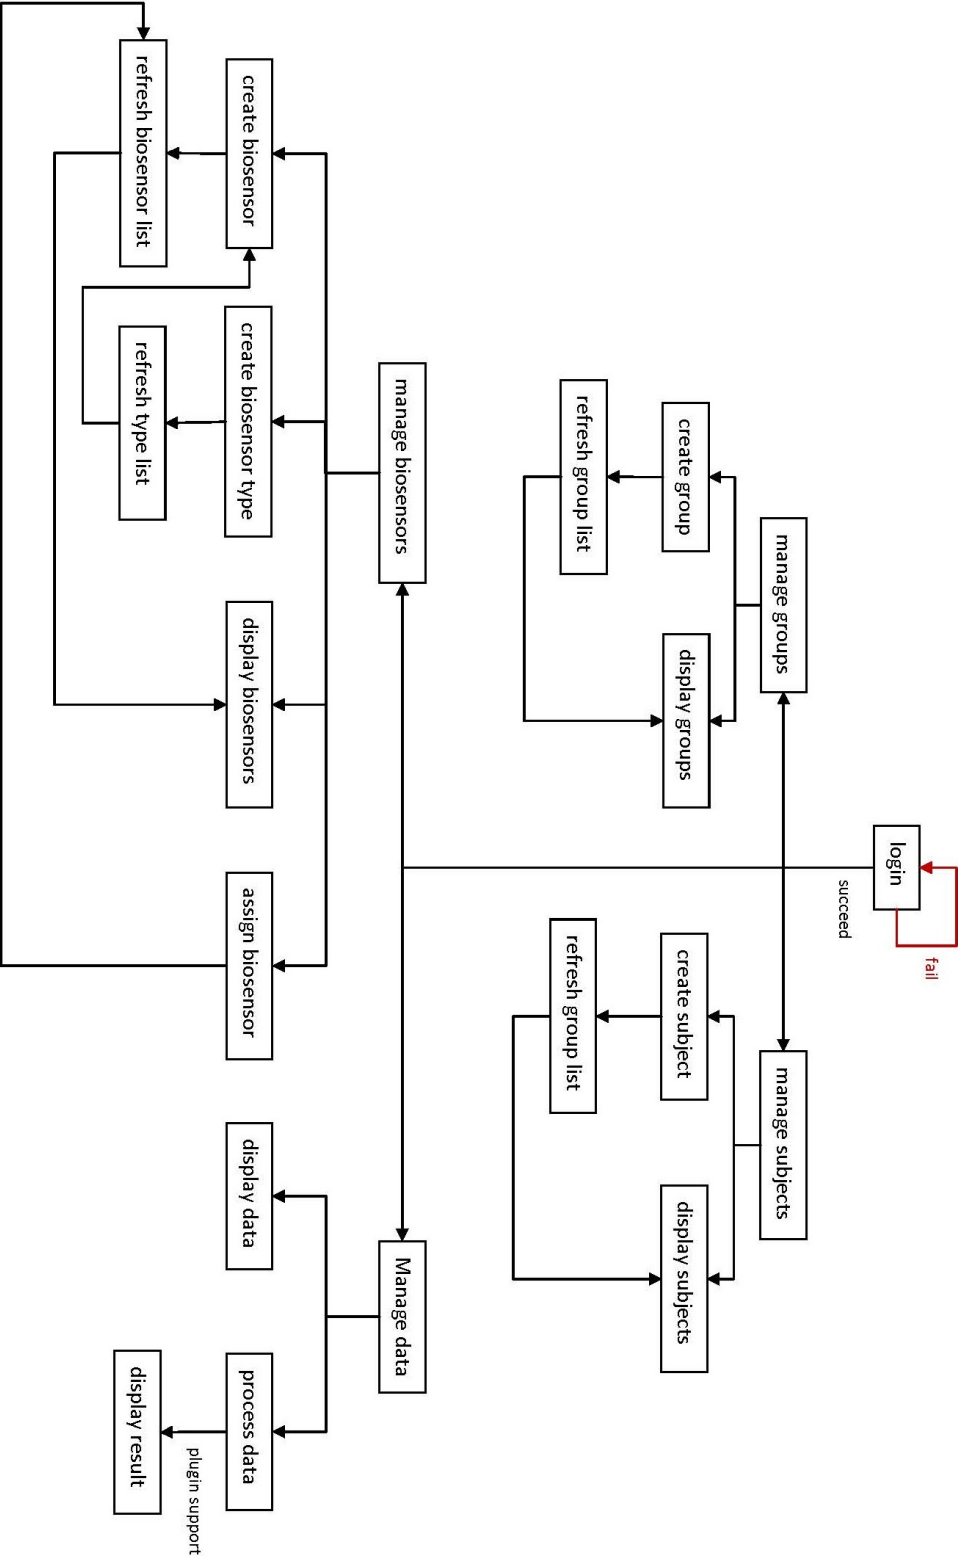 fail
login
succeed
manage groups
manage subjects
create group
display groups
create subject
display subjects
refresh group list
refresh group list
manage biosensors
Manage data
create biosensor
create biosensor type
display biosensors
assign biosensor
display data
process data
plugin support
refresh biosensor list
refresh type list
display result